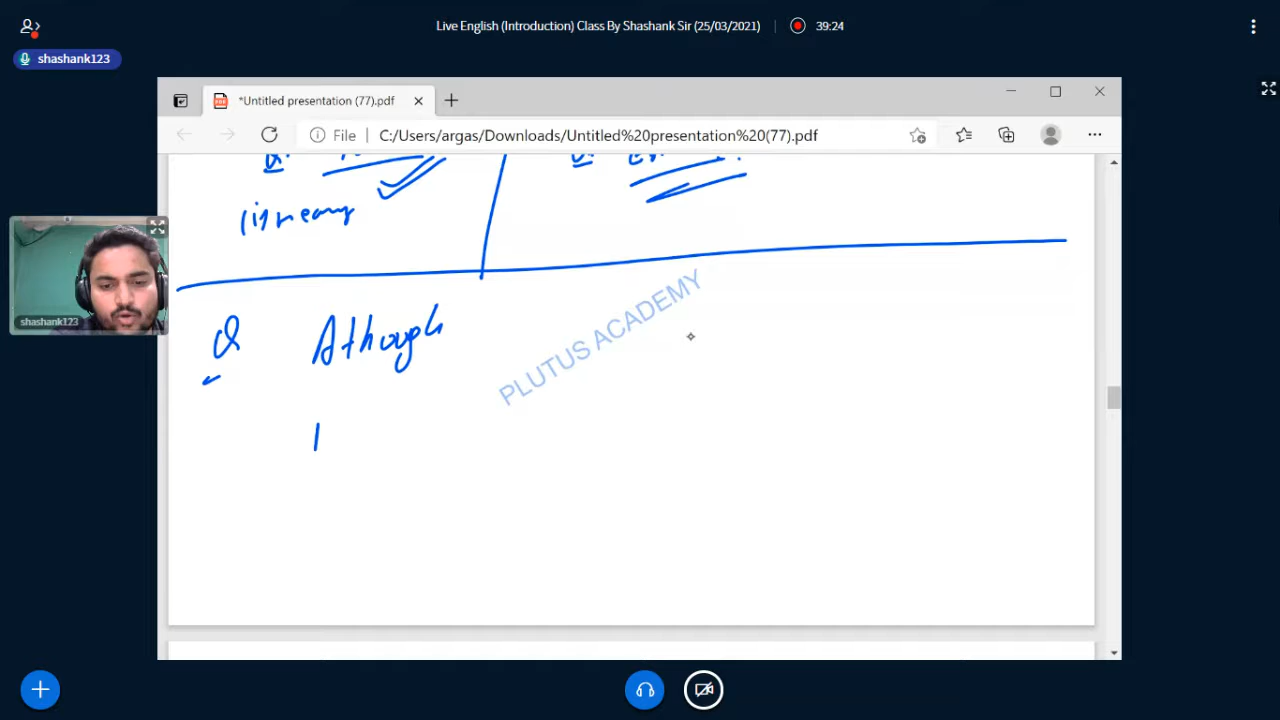 Live English (Introduction) Class By Shashank Sir (25/03/2021)
39:24
shashank123
*Untitled presentation (77).pdf
File
C:/Users/argas/Downloads/Untitled%20presentation%20(77).pdf
shashank123
Q
Athough
PLUTUS ACADEMY